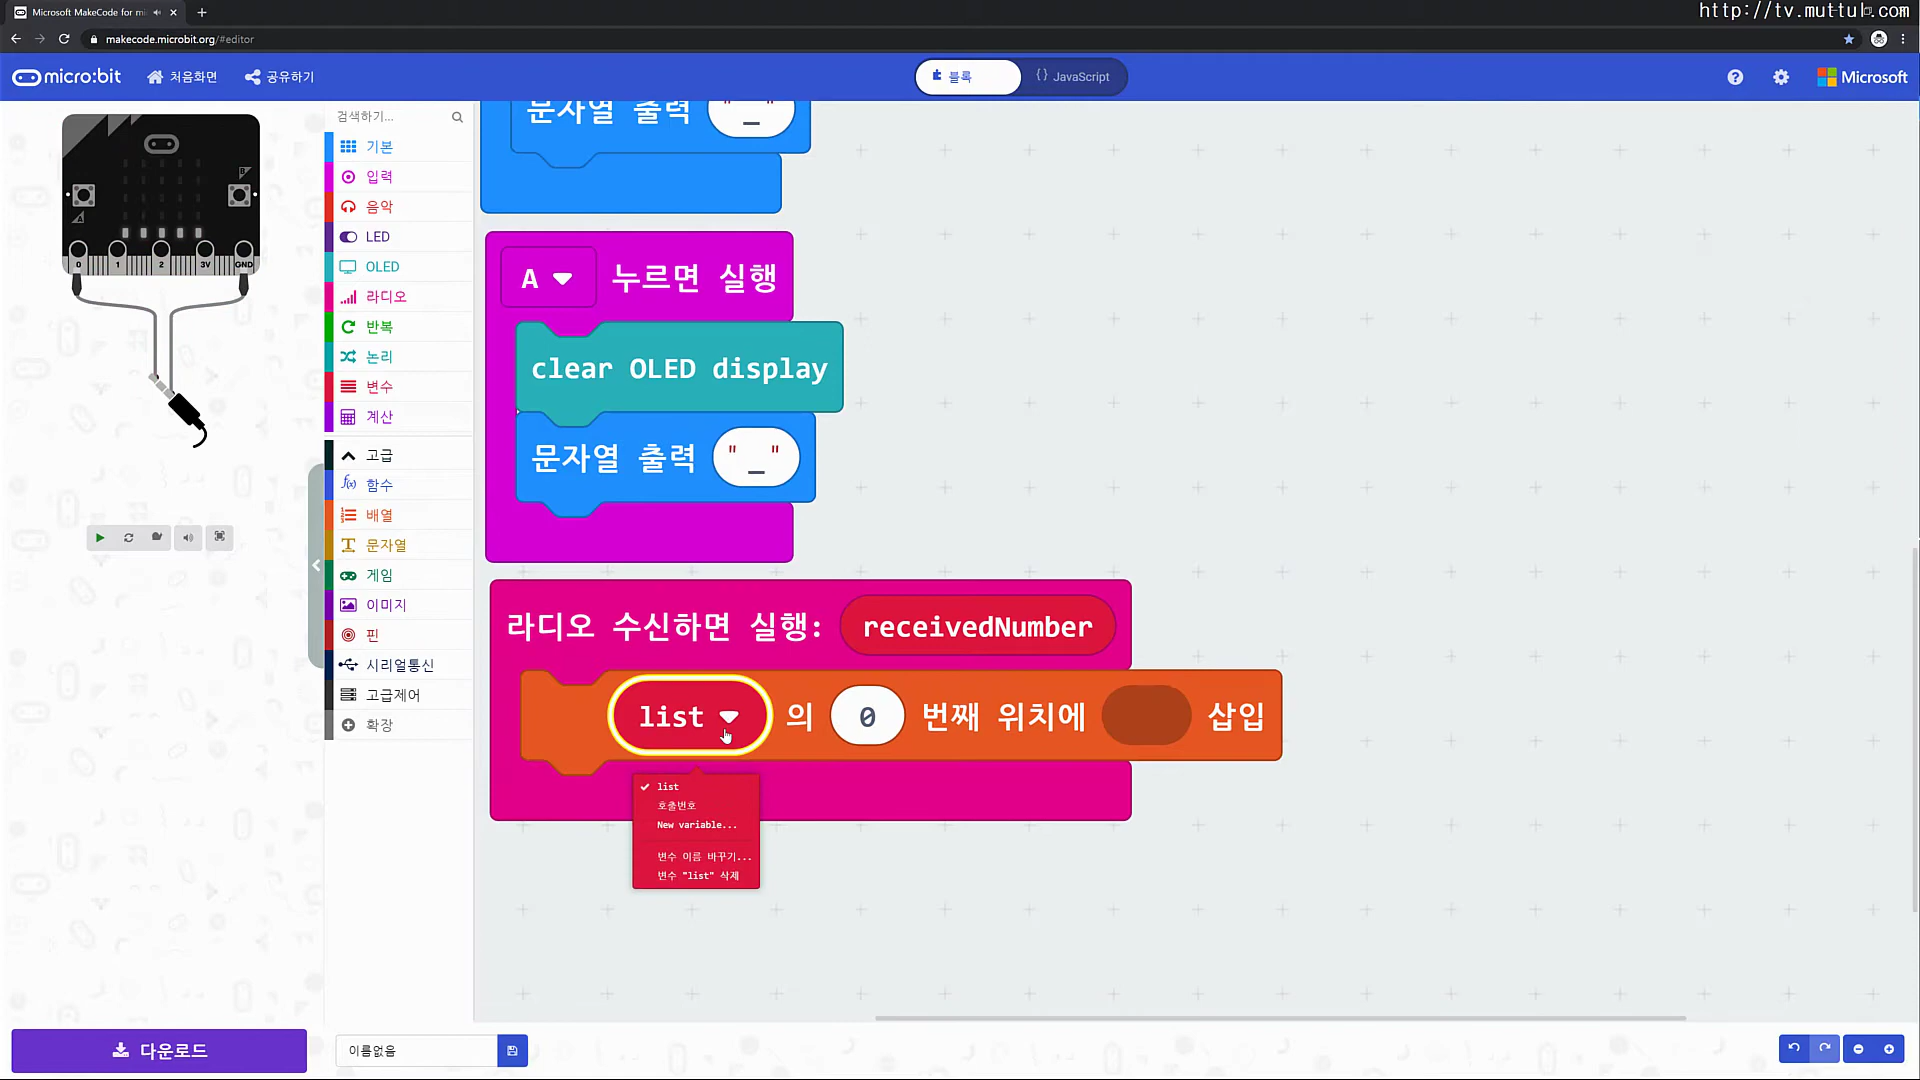 Microsoft MakeCode for mi
http://tv.muttul.com
makecode.microbit.org/#editor
micro:bit
처음화면
공유하기
블록
{} JavaScript
Microsoft
검색하기...
기본
입력
음악
LED
OLED
라디오
반복
논리
변수
계산
고급
f(x) 함수
배열
문자열
게임
이미지
핀
시리얼통신
고급제어
확장
B
A
0 1 2 3V GND
문자열 출력 "_"
A 누르면 실행
clear OLED display
문자열 출력 "_"
라디오 수신하면 실행: receivedNumber
list 의 0 번째 위치에 삽입
list
호출번호
New variable...
변수 이름 바꾸기...
변수 "list" 삭제
다운로드
이름없음